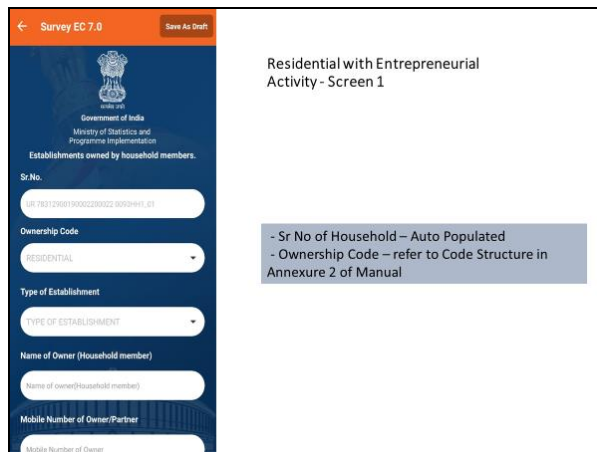 Survey EC 7.0
Save As Draft
Government of India
Ministry of Statistics and
Programme Implementation
Establishments owned by household members.
Sr.No.
Ownership Code
RESIDENTIAL
Type of Establishment
TYPE OF ESTABLISHMENT
Name of Owner (Household member)
Name of owner(Household member)
Mobile Number of Owner/Partner
Mobile Number of Owner
Residential with Entrepreneurial
Activity - Screen 1
- Sr No of Household – Auto Populated
- Ownership Code – refer to Code Structure in
Annexure 2 of Manual